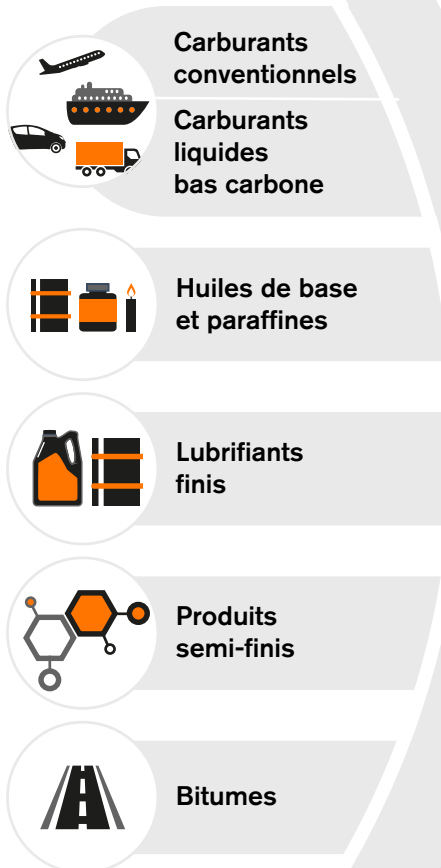 Carburants
conventionnels
Carburants
liquides
bas carbone
Huiles de base
et paraffines
Lubrifiants
finis
Produits
semi-finis
Bitumes